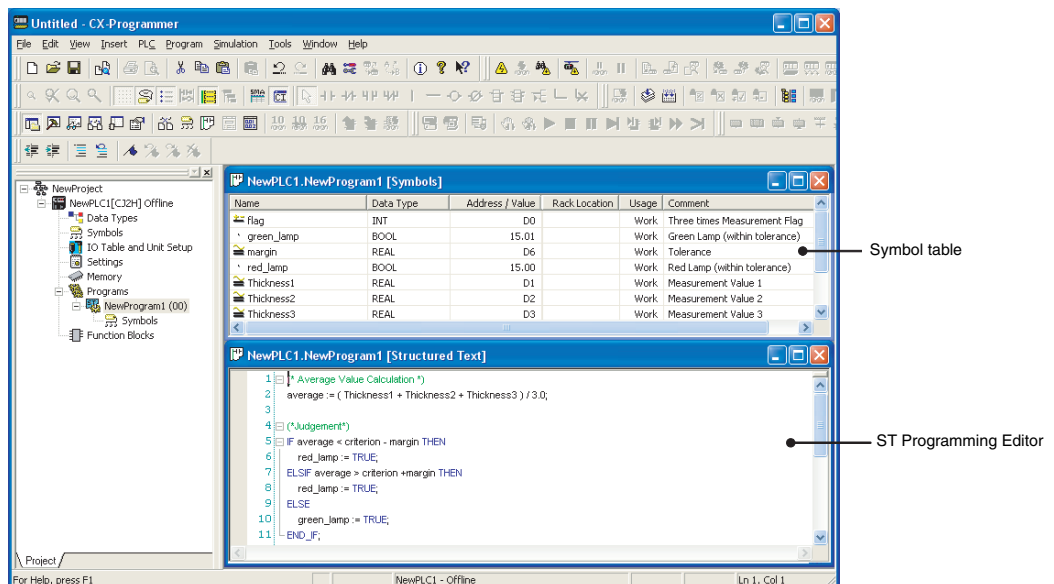 Untitled - CX-Programmer
File Edit View Insert PLC Program Simulation Tools Window Help
NewProject
NewPLC1[CJ2H] Offline
Data Types
Symbols
IO Table and Unit Setup
Settings
Memory
Programs
NewProgram1 (00)
Symbols
Function Blocks
Project
NewPLC1.NewProgram1 [Symbols]
Name Data Type Address / Value Rack Location Usage Comment
flag INT D0 Work Three times Measurement Flag
green_lamp BOOL 15.01 Work Green Lamp (within tolerance)
margin REAL D6 Work Tolerance
red_lamp BOOL 15.00 Work Red Lamp (within tolerance)
Thickness1 REAL D1 Work Measurement Value 1
Thickness2 REAL D2 Work Measurement Value 2
Thickness3 REAL D3 Work Measurement Value 3
Symbol table
NewPLC1.NewProgram1 [Structured Text]
1 (* Average Value Calculation *)
2 average := ( Thickness1 + Thickness2 + Thickness3 ) / 3.0;
3
4 (*Judgement*)
5 IF average < criterion - margin THEN
6 red_lamp := TRUE;
7 ELSIF average > criterion +margin THEN
8 red_lamp := TRUE;
9 ELSE
10 green_lamp := TRUE;
11 END_IF;
ST Programming Editor
For Help, press F1 NewPLC1 - Offline Ln 1, Col 1